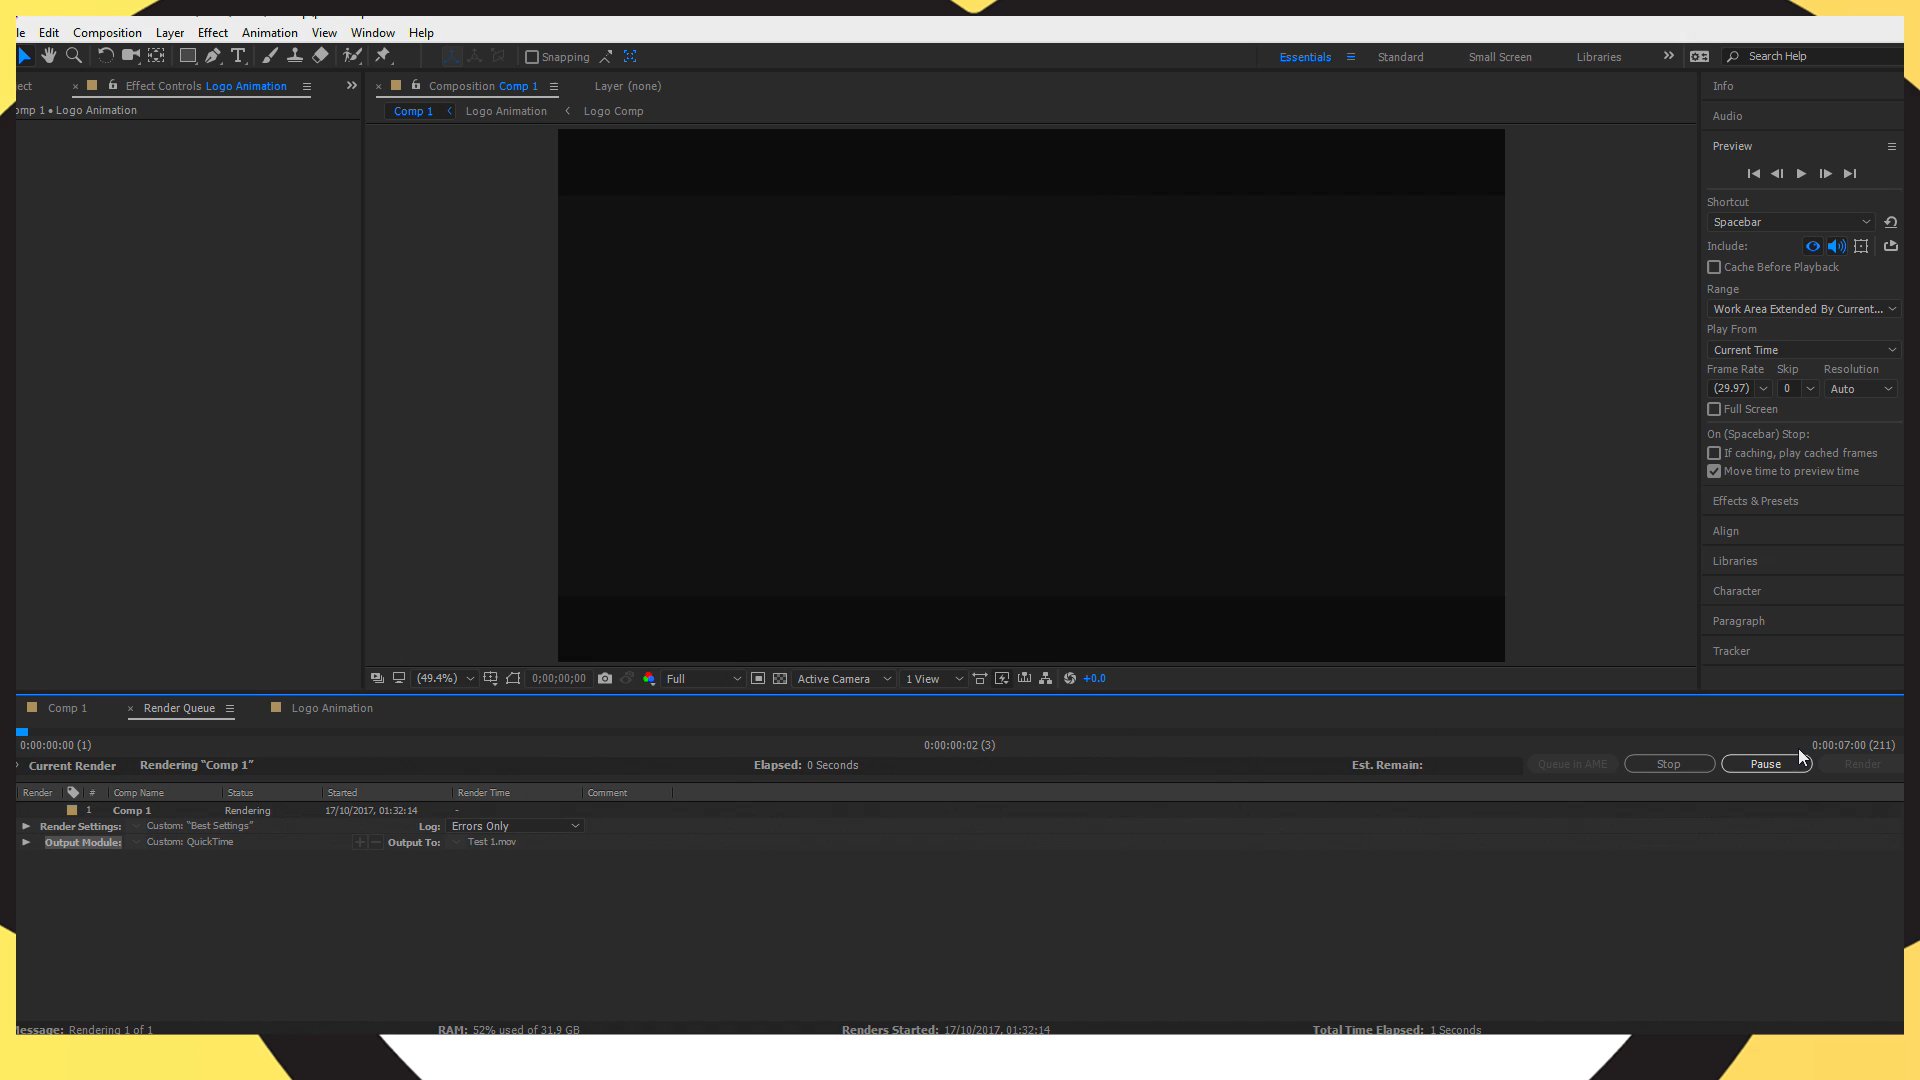 le Edit Composition Layer Effect Animation View Window Help
Snapping Essentials Standard Small Screen Libraries Search Help
ect Effect Controls Logo Animation Composition Comp 1 Layer (none) Info
omp 1 • Logo Animation Comp 1 Logo Animation Logo Comp
Audio
Preview
Shortcut
Spacebar
Include:
Cache Before Playback
Range
Work Area Extended By Current...
Play From
Current Time
Frame Rate Skip Resolution
(29.97) 0 Auto
Full Screen
On (Spacebar) Stop:
If caching, play cached frames
Move time to preview time
Effects & Presets
Align
Libraries
Character
Paragraph
Tracker
(49.4%) 0;00;00;00 Full Active Camera 1 View +0.0
Comp 1 Render Queue Logo Animation
0:00:00:00 (1) 0:00:00:02 (3) 0:00:07:00 (211)
Current Render Rendering “Comp 1” Elapsed: 0 Seconds Est. Remain: Queue in AME Stop Pause Render
Render # Comp Name Status Started Render Time Comment
1 Comp 1 Rendering 17/10/2017, 01:32:14 -
Render Settings: Custom: “Best Settings” Log: Errors Only
Output Module: Custom: QuickTime Output To: Test 1.mov
Message: Rendering 1 of 1 RAM: 52% used of 31.9 GB Renders Started: 17/10/2017, 01:32:14 Total Time Elapsed: 1 Seconds